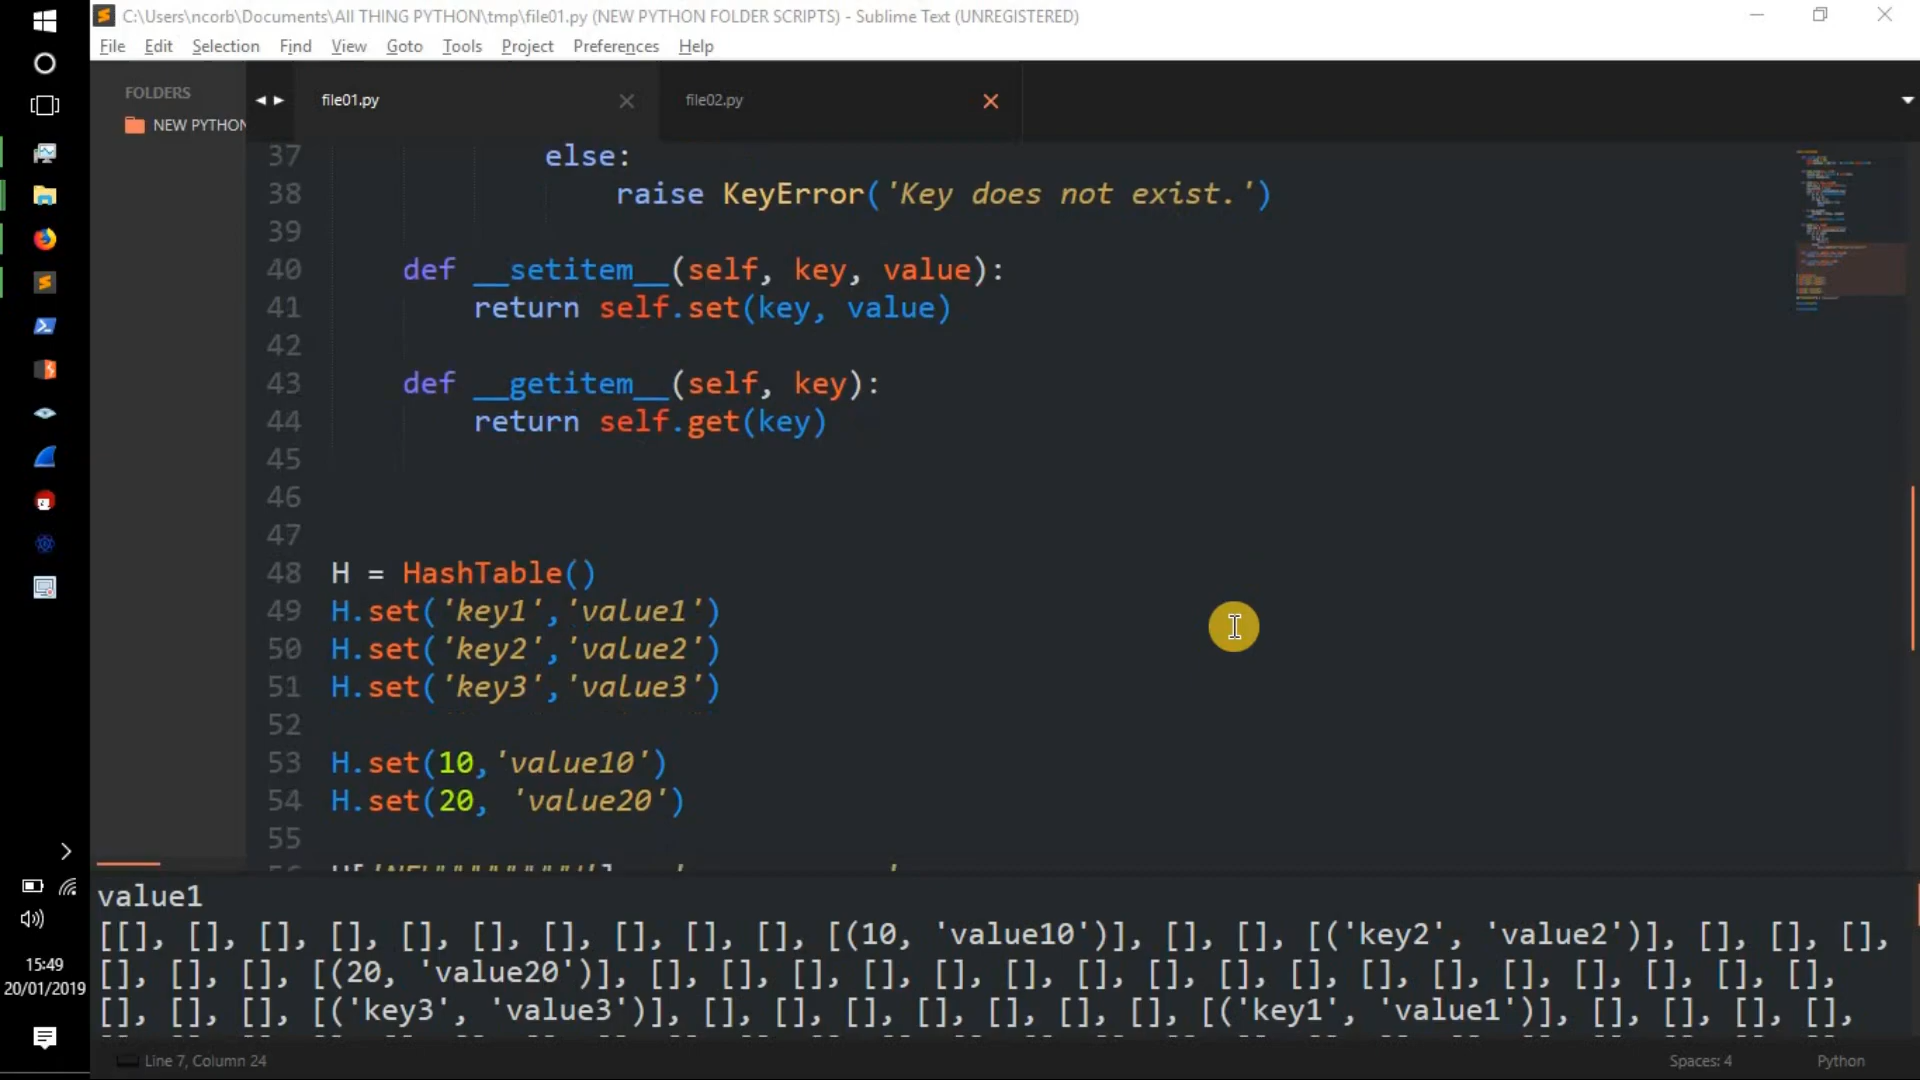 C:\Users\ncorb\Documents\All THING PYTHON\tmp\file01.py (NEW PYTHON FOLDER SCRIPTS) - Sublime Text (UNREGISTERED)
File Edit Selection Find View Goto Tools Project Preferences Help
FOLDERS
NEW PYTHON
file01.py
file02.py
37 else:
38 raise KeyError('Key does not exist.')
39
40 def __setitem__(self, key, value):
41 return self.set(key, value)
42
43 def __getitem__(self, key):
44 return self.get(key)
45
46
47
48 H = HashTable()
49 H.set('key1','value1')
50 H.set('key2','value2')
51 H.set('key3','value3')
52
53 H.set(10,'value10')
54 H.set(20, 'value20')
55
value1
[[], [], [], [], [], [], [], [], [], [], [(10, 'value10')], [], [], [('key2', 'value2')], [], [], [],
[], [], [], [(20, 'value20')], [], [], [], [], [], [], [], [], [], [], [], [], [], [], [], [], [],
[], [], [], [('key3', 'value3')], [], [], [], [], [], [], [], [('key1', 'value1')], [], [], [], [],
15:49
20/01/2019
Line 7, Column 24
Spaces: 4
Python